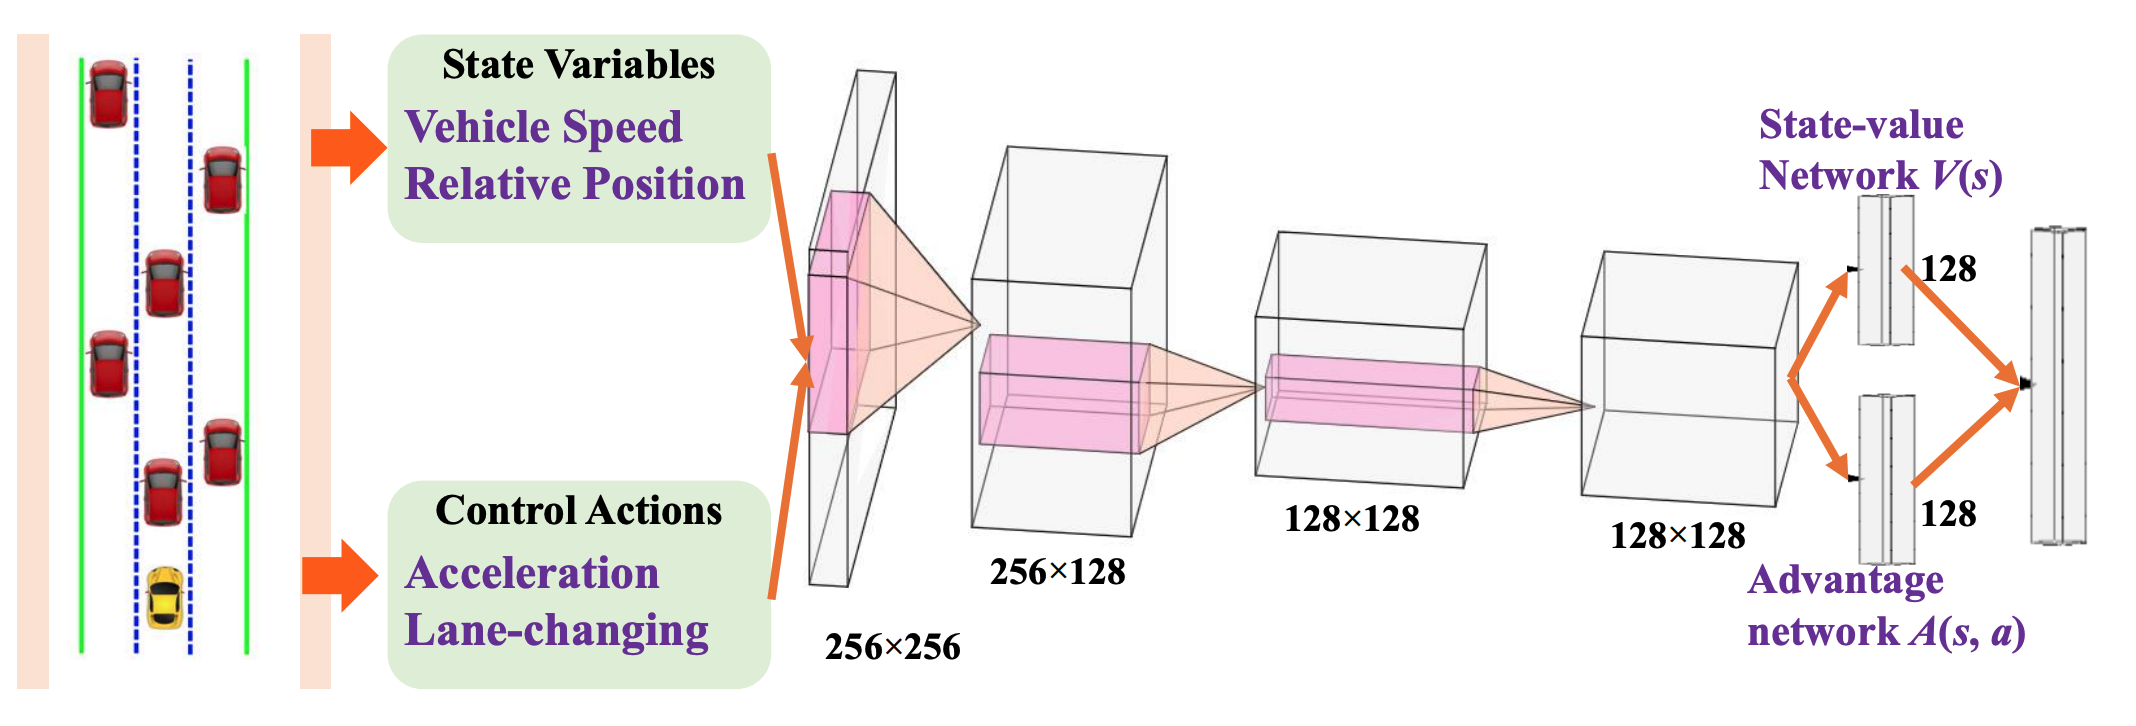 State Variables
Vehicle Speed
Relative Position
Control Actions
Acceleration
Lane-changing
256×256
256×128
128×128
128×128
State-value
Network V(s)
128
128
Advantage
network A(s, a)